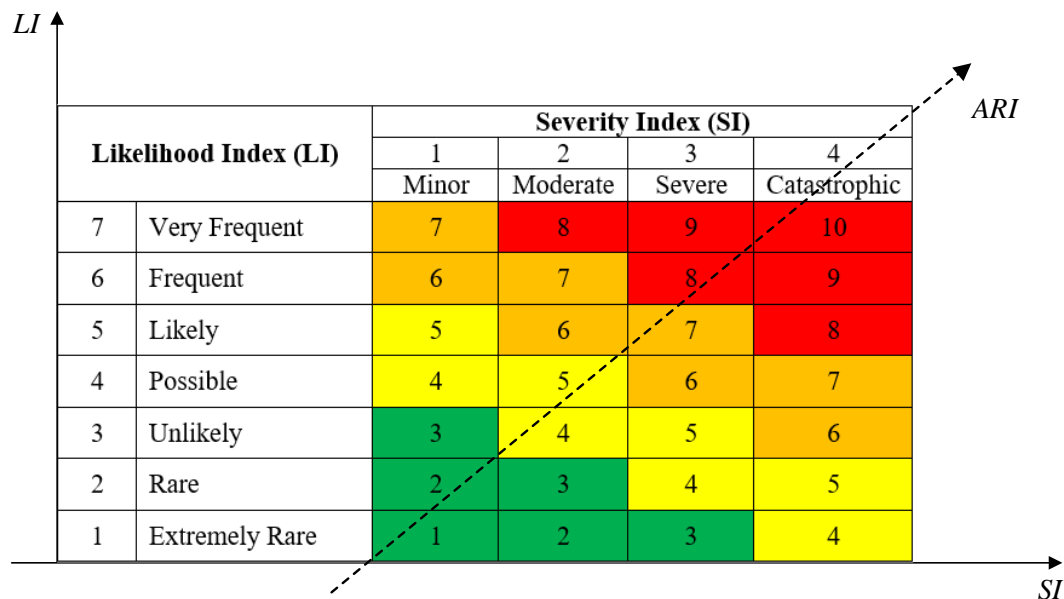 LI
ARI
Severity Index (SI)
Likelihood Index (LI)
1 2 3 4
Minor Moderate Severe Catastrophic
7 Very Frequent 7 8 9 10
6 Frequent 6 7 8 9
5 Likely 5 6 7 8
4 Possible 4 5 6 7
3 Unlikely 3 4 5 6
2 Rare 2 3 4 5
1 Extremely Rare 1 2 3 4
SI